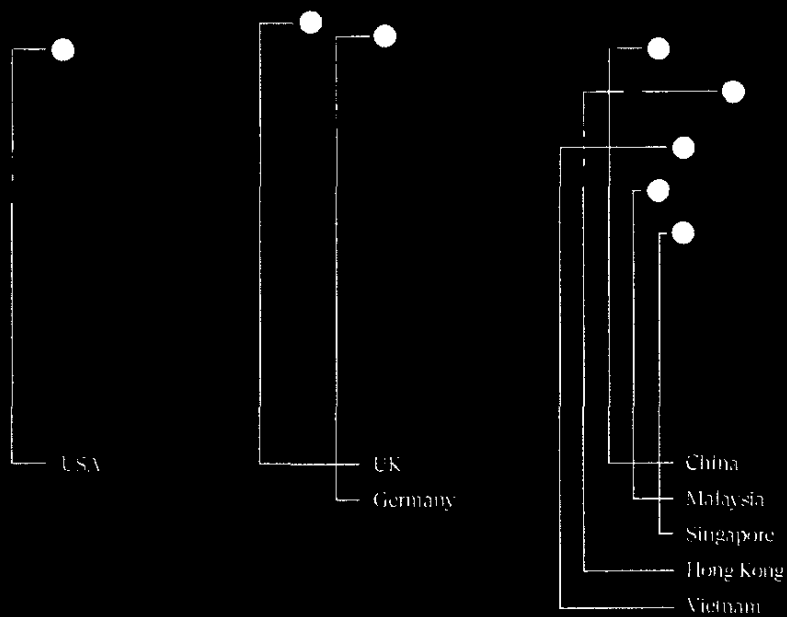 USA
UK
Germany
China
Malaysia
Singapore
Hong Kong
Vietnam